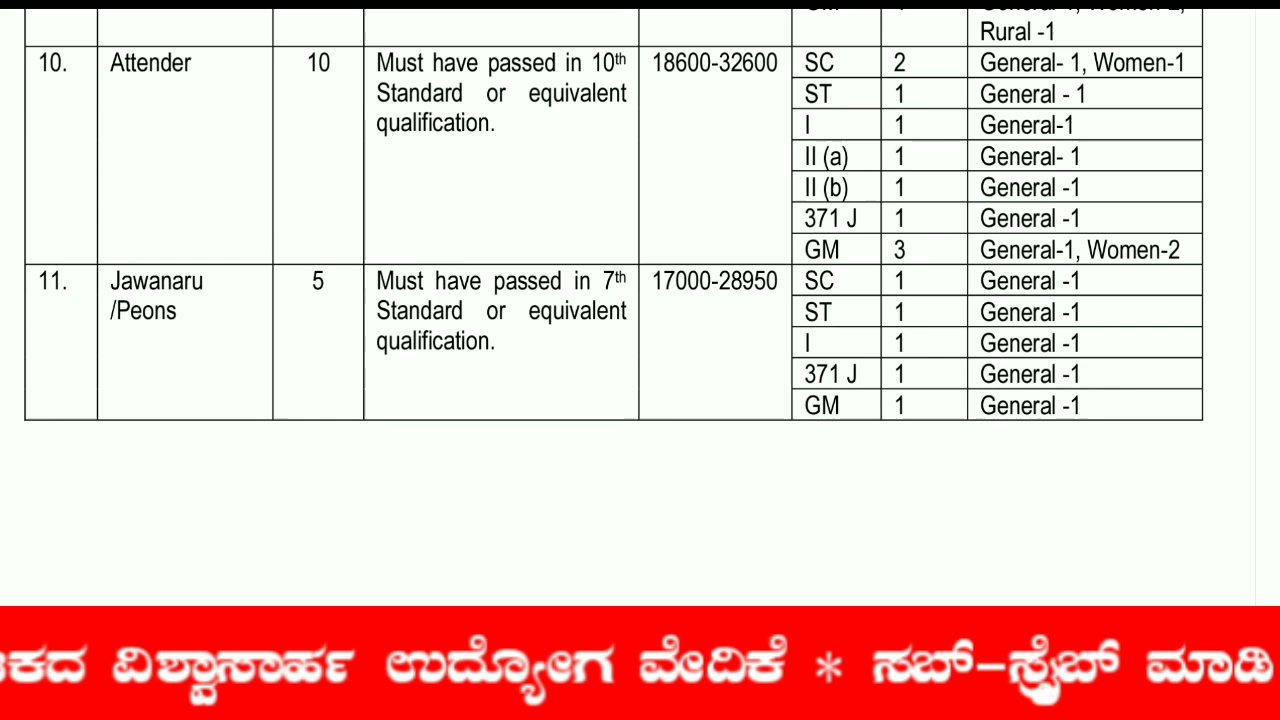 Rural -1
10. Attender 10 Must have passed in 10th 18600-32600 SC 2 General- 1, Women-1
Standard or equivalent ST 1 General - 1
qualification. I 1 General-1
II (a) 1 General- 1
II (b) 1 General -1
371 J 1 General -1
GM 3 General-1, Women-2
11. Jawanaru 5 Must have passed in 7th 17000-28950 SC 1 General -1
/Peons Standard or equivalent ST 1 General -1
qualification. I 1 General -1
371 J 1 General -1
GM 1 General -1
ವಿಶ್ವಾಸಾರ್ಹ ಉದ್ಯೋಗ ವೇದಿಕೆ * ಸಬ್-ಸ್ಕ್ರೈಬ್ ಮಾಡಿ